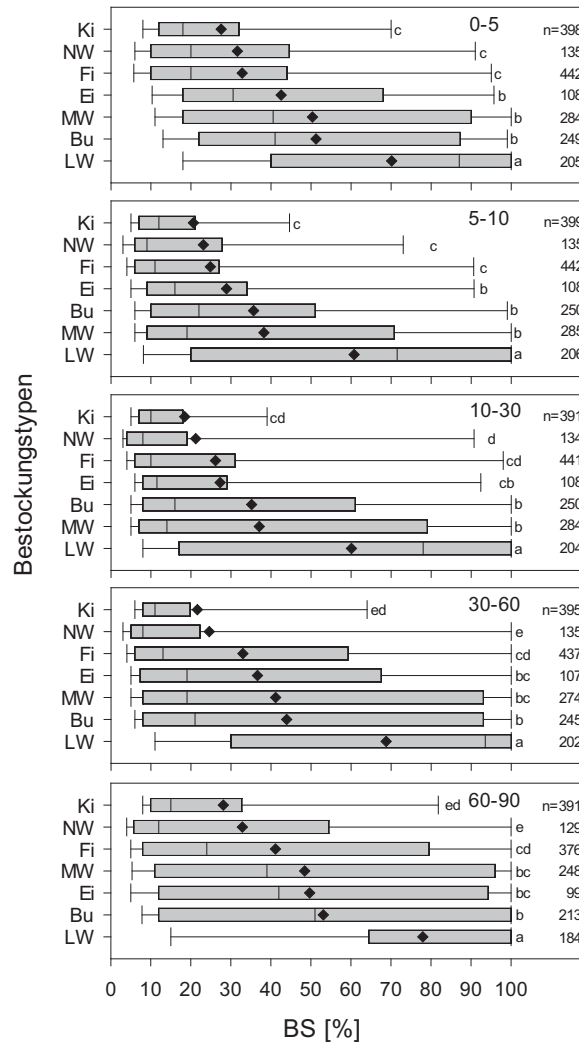 Bestockungstypen
0-5
Ki c n=398
NW c 135
Fi c 442
Ei b 108
MW b 284
Bu b 249
LW a 205
5-10
Ki c n=399
NW c 135
Fi c 442
Ei b 108
Bu b 250
MW b 285
LW a 206
10-30
Ki cd n=391
NW d 134
Fi cd 441
Ei cb 108
Bu b 250
MW b 284
LW a 204
30-60
Ki ed n=395
NW e 135
Fi cd 437
Ei bc 107
MW bc 274
Bu b 245
LW a 202
60-90
Ki ed n=391
NW e 129
Fi cd 376
MW bc 248
Ei bc 99
Bu b 213
LW a 184
0 10 20 30 40 50 60 70 80 90 100
BS [%]